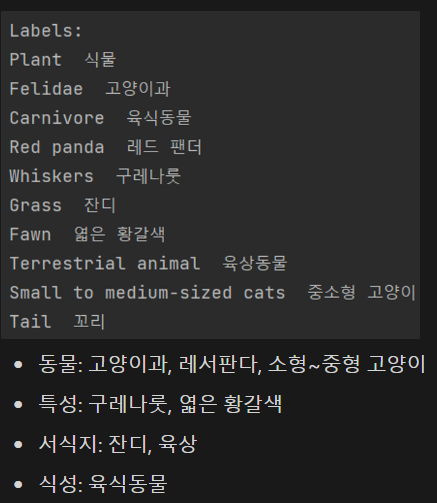 Labels:
Plant 식물
Felidae 고양이과
Carnivore 육식동물
Red panda 레드 팬더
Whiskers 구레나룻
Grass 잔디
Fawn 엷은 황갈색
Terrestrial animal 육상동물
Small to medium-sized cats 중소형 고양이
Tail 꼬리
• 동물: 고양이과, 레서판다, 소형~중형 고양이
• 특성: 구레나룻, 엷은 황갈색
• 서식지: 잔디, 육상
• 식성: 육식동물